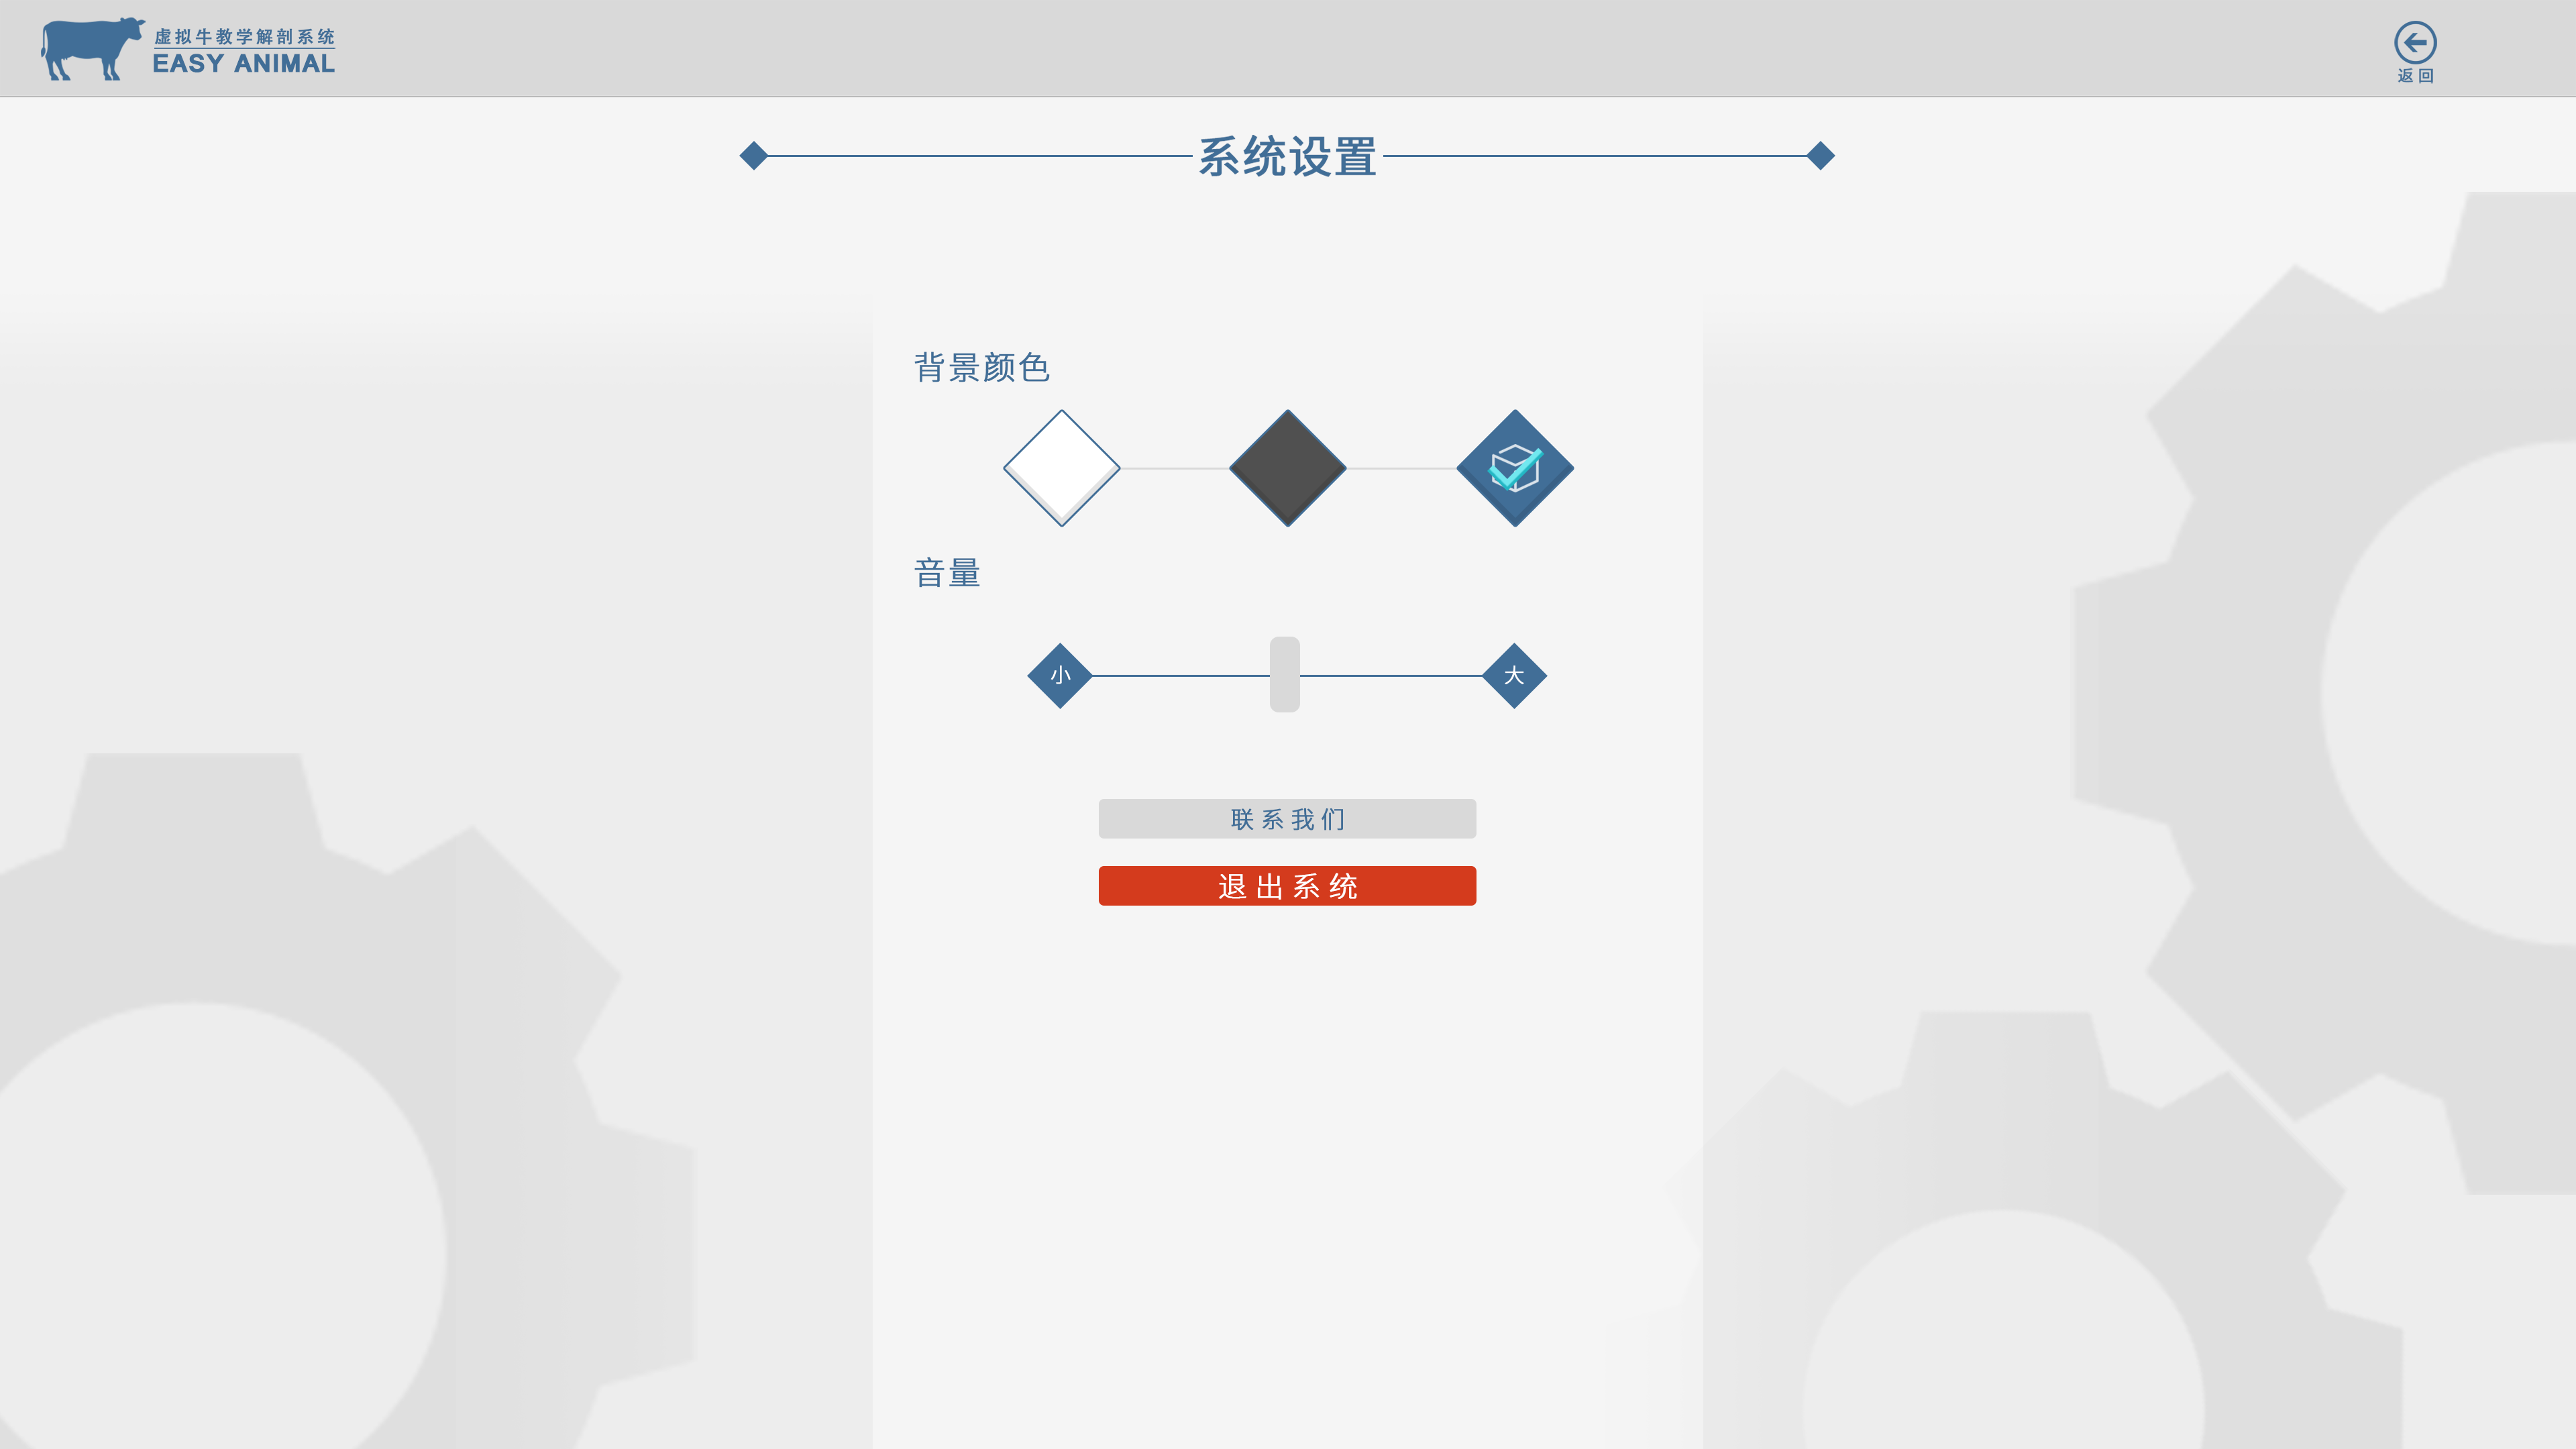 虚拟牛教学解剖系统
EASY ANIMAL
返回
系统设置
背景颜色
音量
小
大
联系我们
退出系统